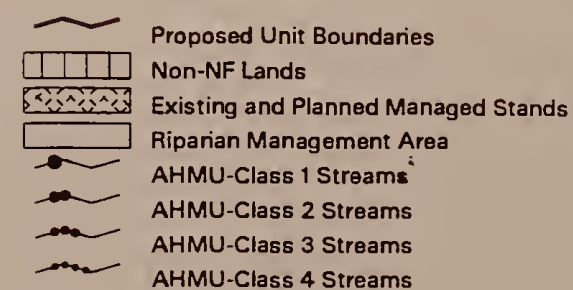 Proposed Unit Boundaries
Non-NF Lands
Existing and Planned Managed Stands
Riparian Management Area
AHMU-Class 1 Streams
AHMU-Class 2 Streams
AHMU-Class 3 Streams
AHMU-Class 4 Streams